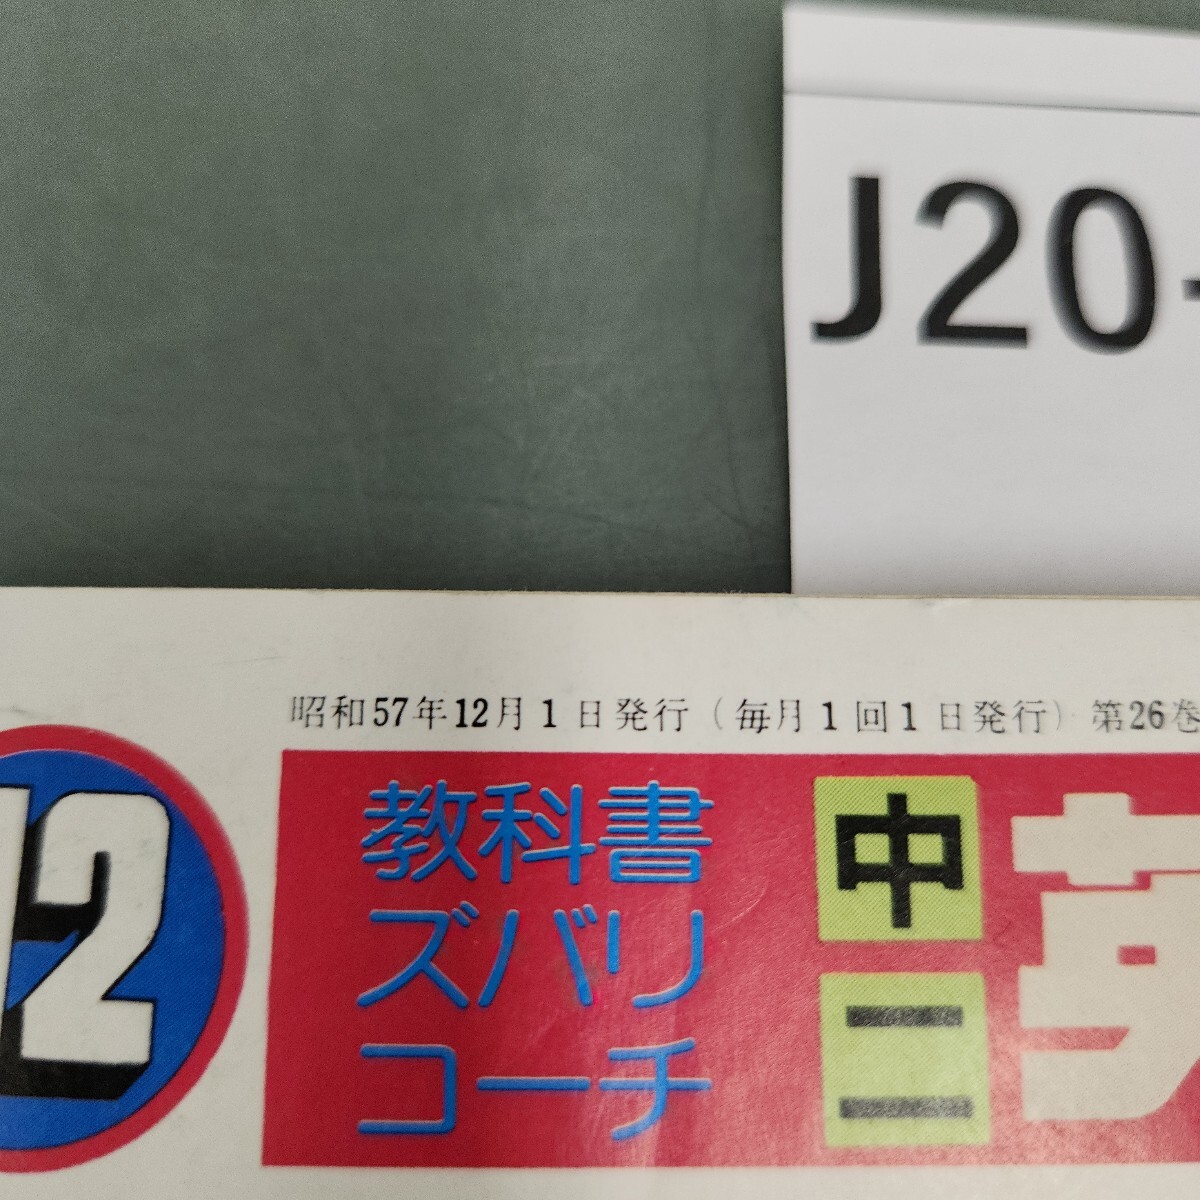 J20-
昭和57年12月1日発行(毎月1回1日発行)第26巻
12
教科書
ズバリ
コーチ
中
二